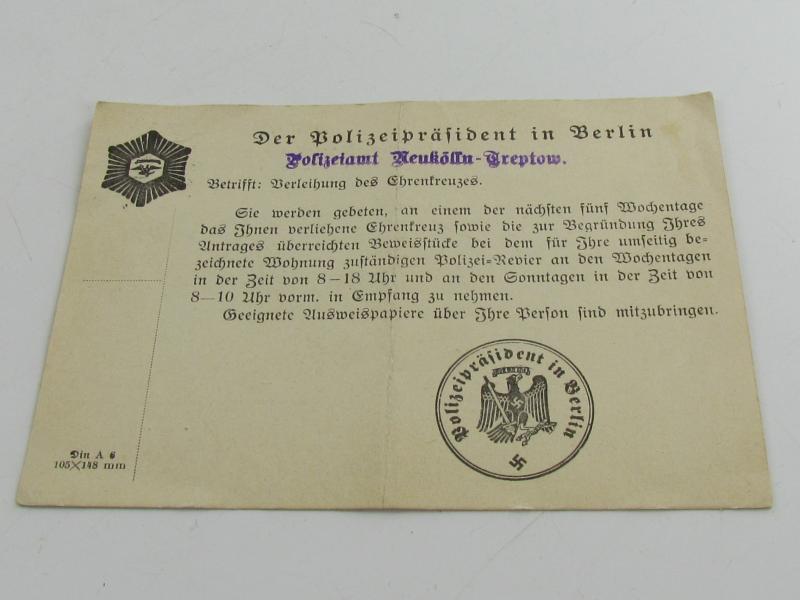 Der Polizeipräsident in Berlin
Polizeiamt Neukölln-Treptow.
Betrifft: Verleihung des Ehrenkreuzes.
Sie werden gebeten, an einem der nächsten fünf Wochentage
das Ihnen verliehene Ehrenkreuz sowie die zur Begründung Ihres
Antrages überreichten Beweisstücke bei dem für Ihre umseitig be-
zeichnete Wohnung zuständigen Polizei-Revier an den Wochentagen
in der Zeit von 8–18 Uhr und an den Sonntagen in der Zeit von
8—10 Uhr vorm. in Empfang zu nehmen.
Geeignete Ausweispapiere über Ihre Person sind mitzubringen.
Polizeipräsident in Berlin
Din A 6
105×148 mm